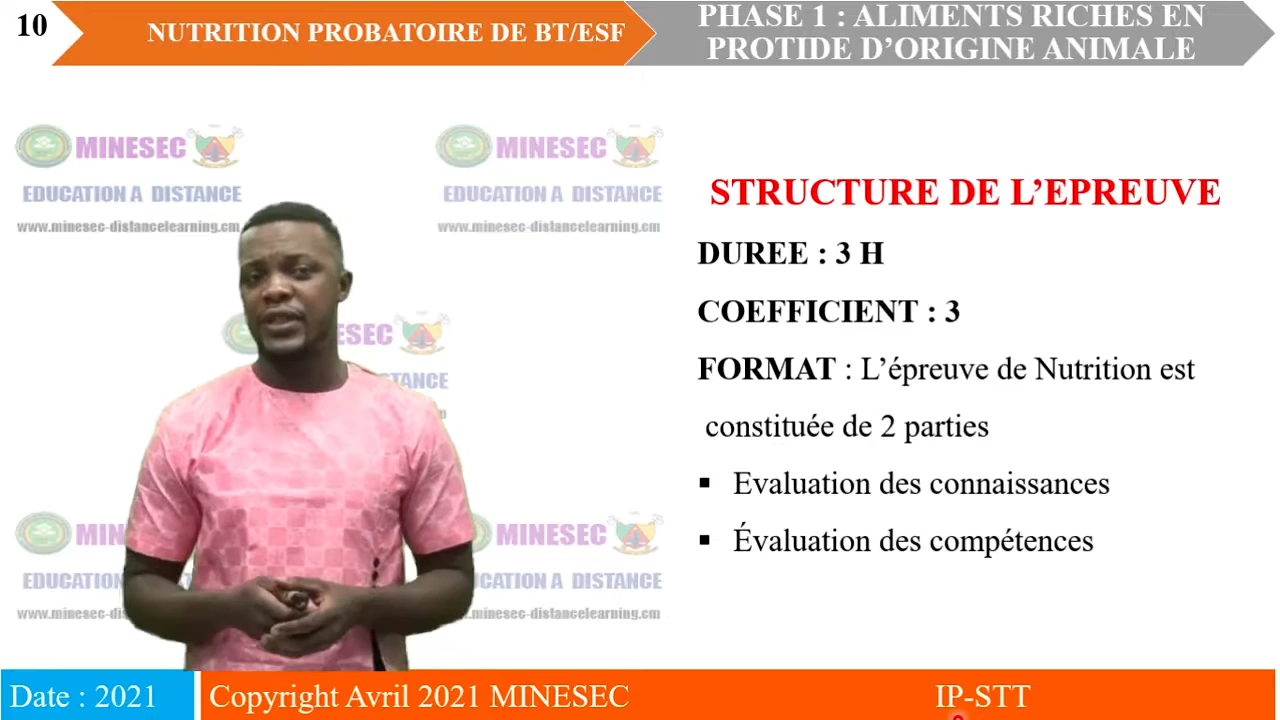 10
NUTRITION PROBATOIRE DE BT/ESF
PHASE 1 : ALIMENTS RICHES EN
PROTIDE D’ORIGINE ANIMALE
MINESEC
EDUCATION A DISTANCE
www.minesec-distancelearning.cm
MINESEC
EDUCATION A DISTANCE
www.minesec-distancelearning.cm
STRUCTURE DE L’EPREUVE
DUREE : 3 H
COEFFICIENT : 3
FORMAT : L’épreuve de Nutrition est
constituée de 2 parties
▪ Evaluation des connaissances
▪ Évaluation des compétences
MINESEC
DISTANCE
www.minesec-distancelearning.cm
Date : 2021
Copyright Avril 2021 MINESEC
IP-STT